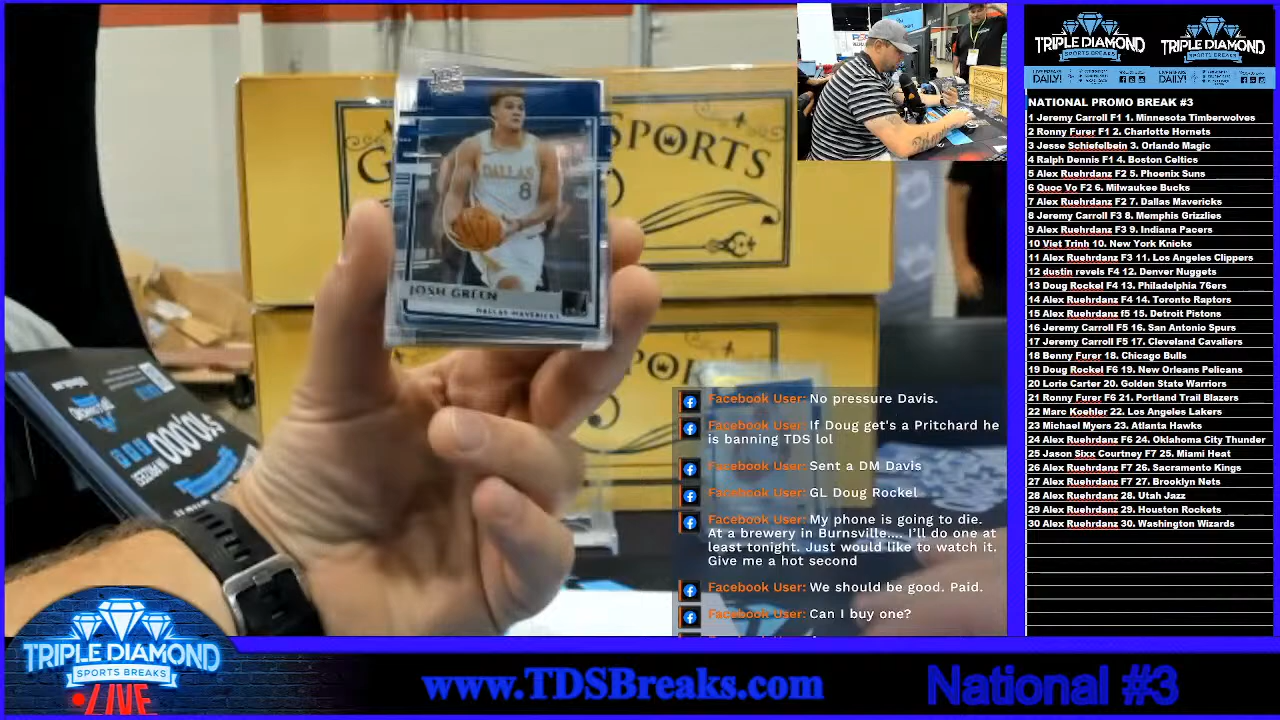 SPORTS
DALLAS
8
JOSH GREEN
DALLAS MAVERICKS
SPO
$10,000
Facebook User: No pressure Davis.
Facebook User: If Doug get's a Pritchard he
is banning TDS lol
Facebook User: Sent a DM Davis
Facebook User: GL Doug Rockel
Facebook User: My phone is going to die.
At a brewery in Burnsville.... I'll do one at
least tonight. Just would like to watch it.
Give me a hot second
Facebook User: We should be good. Paid.
Facebook User: Can I buy one?
TRIPLE DIAMOND
SPORTS BREAKS
LIVE
www.TDSBreaks.com
National #3
TRIPLE DIAMOND TRIPLE DIAMOND
SPORTS BREAKS SPORTS BREAKS
LIVE BREAKS DAILY! LIVE BREAKS DAILY!
NATIONAL PROMO BREAK #3
1 Jeremy Carroll F1 1. Minnesota Timberwolves
2 Ronny Furer F1 2. Charlotte Hornets
3 Jesse Schiefelbein 3. Orlando Magic
4 Ralph Dennis F1 4. Boston Celtics
5 Alex Ruehrdanz F2 5. Phoenix Suns
6 Quoc Vo F2 6. Milwaukee Bucks
7 Alex Ruehrdanz F2 7. Dallas Mavericks
8 Jeremy Carroll F3 8. Memphis Grizzlies
9 Alex Ruehrdanz F3 9. Indiana Pacers
10 Viet Trinh 10. New York Knicks
11 Alex Ruehrdanz F3 11. Los Angeles Clippers
12 dustin revels F4 12. Denver Nuggets
13 Doug Rockel F4 13. Philadelphia 76ers
14 Alex Ruehrdanz F4 14. Toronto Raptors
15 Alex Ruehrdanz f5 15. Detroit Pistons
16 Jeremy Carroll F5 16. San Antonio Spurs
17 Jeremy Carroll F5 17. Cleveland Cavaliers
18 Benny Furer 18. Chicago Bulls
19 Doug Rockel F6 19. New Orleans Pelicans
20 Lorie Carter 20. Golden State Warriors
21 Ronny Furer F6 21. Portland Trail Blazers
22 Marc Koehler 22. Los Angeles Lakers
23 Michael Myers 23. Atlanta Hawks
24 Alex Ruehrdanz F6 24. Oklahoma City Thunder
25 Jason Sixx Courtney F7 25. Miami Heat
26 Alex Ruehrdanz F7 26. Sacramento Kings
27 Alex Ruehrdanz F7 27. Brooklyn Nets
28 Alex Ruehrdanz 28. Utah Jazz
29 Alex Ruehrdanz 29. Houston Rockets
30 Alex Ruehrdanz 30. Washington Wizards